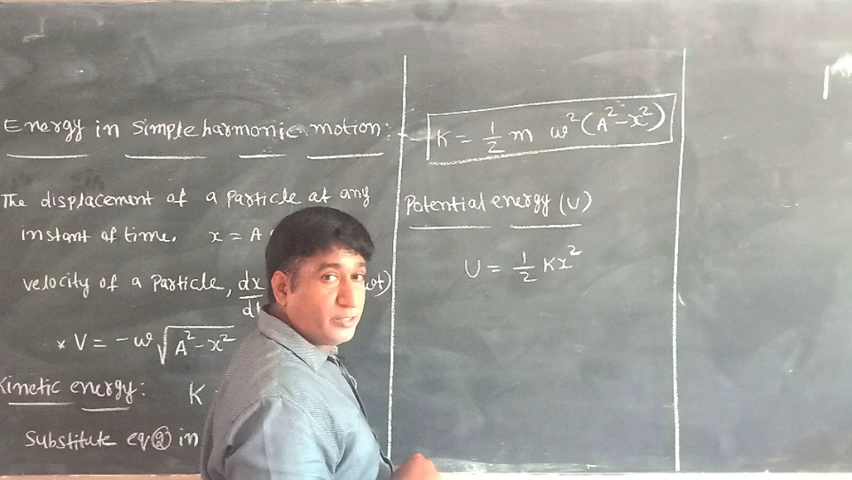 Energy in Simple harmonic motion:-
The displacement of a Particle at any
instant of time, x = A
velocity of a Particle, dx/d ωt)
* V = -ω√(A²-x²)
Kinetic energy: K
Substitute eq② in
K = 1/2 m ω²(A²-x²)
Potential energy (U)
U = 1/2 Kx²